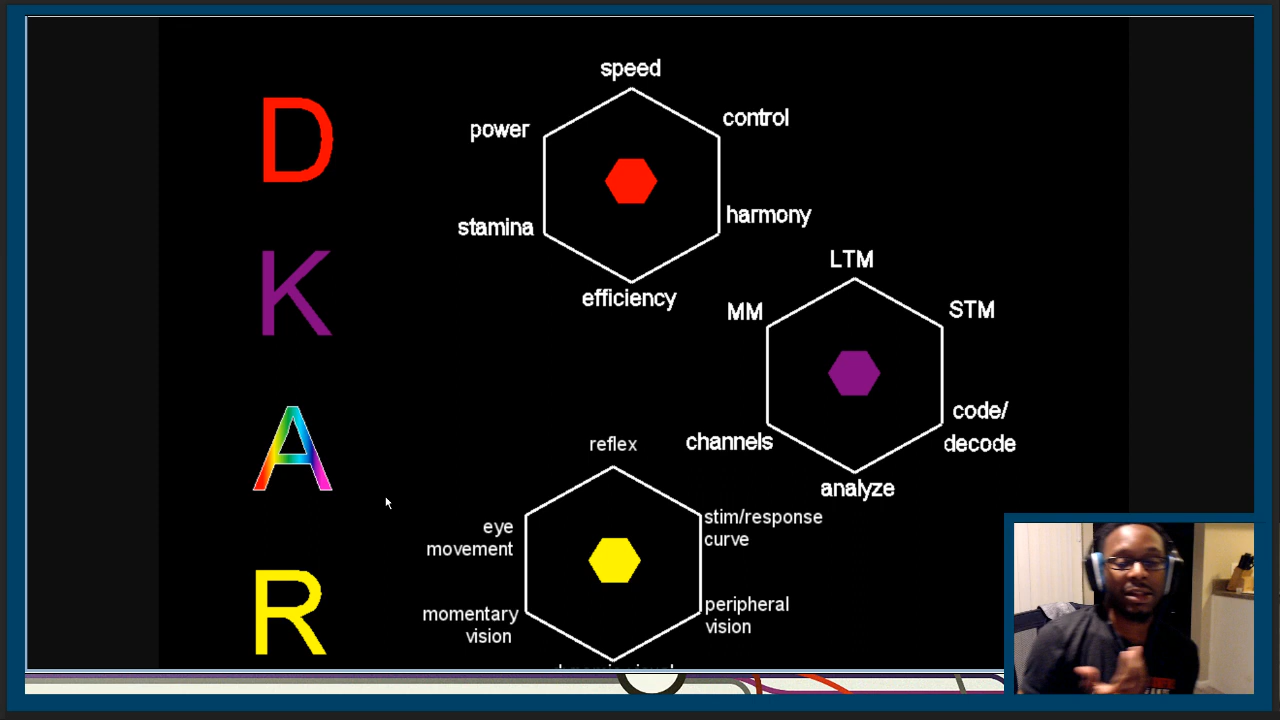 D
K
A
R
speed
power
control
stamina
harmony
efficiency
LTM
MM
STM
channels
code/
decode
analyze
reflex
eye
movement
stim/response
curve
momentary
vision
peripheral
vision